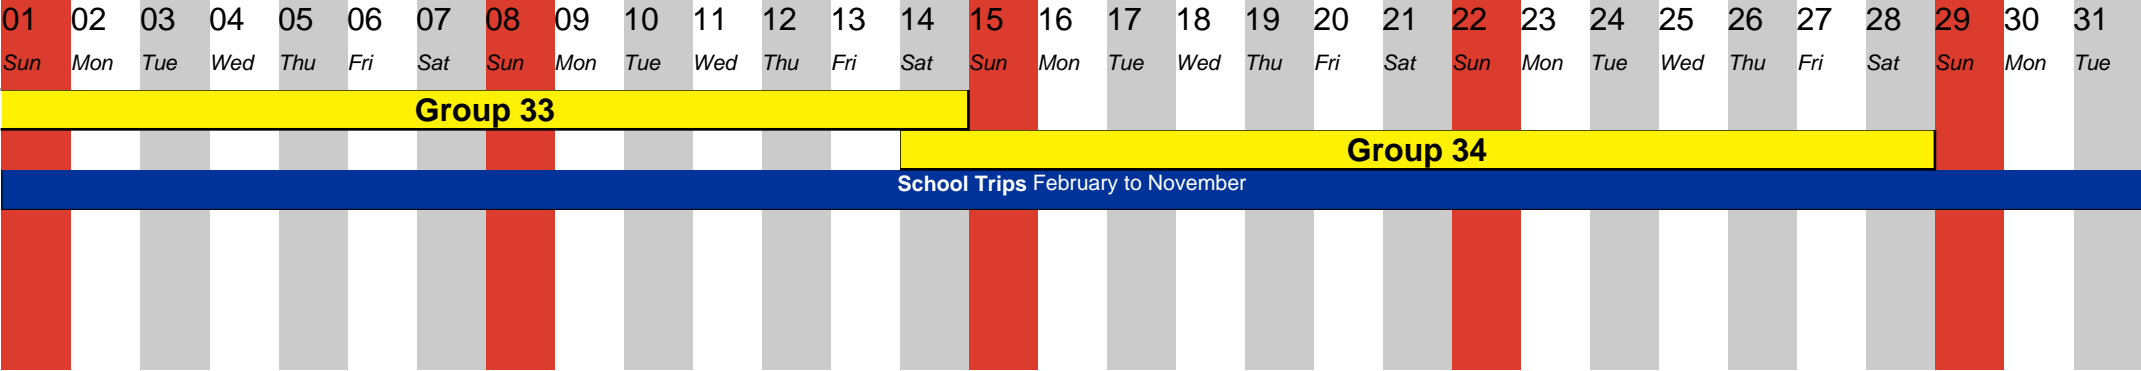 01 02 03 04 05 06 07 08 09 10 11 12 13 14 15 16 17 18 19 20 21 22 23 24 25 26 27 28 29 30 31
Sun Mon Tue Wed Thu Fri Sat Sun Mon Tue Wed Thu Fri Sat Sun Mon Tue Wed Thu Fri Sat Sun Mon Tue Wed Thu Fri Sat Sun Mon Tue
Group 33
Group 34
School Trips February to November